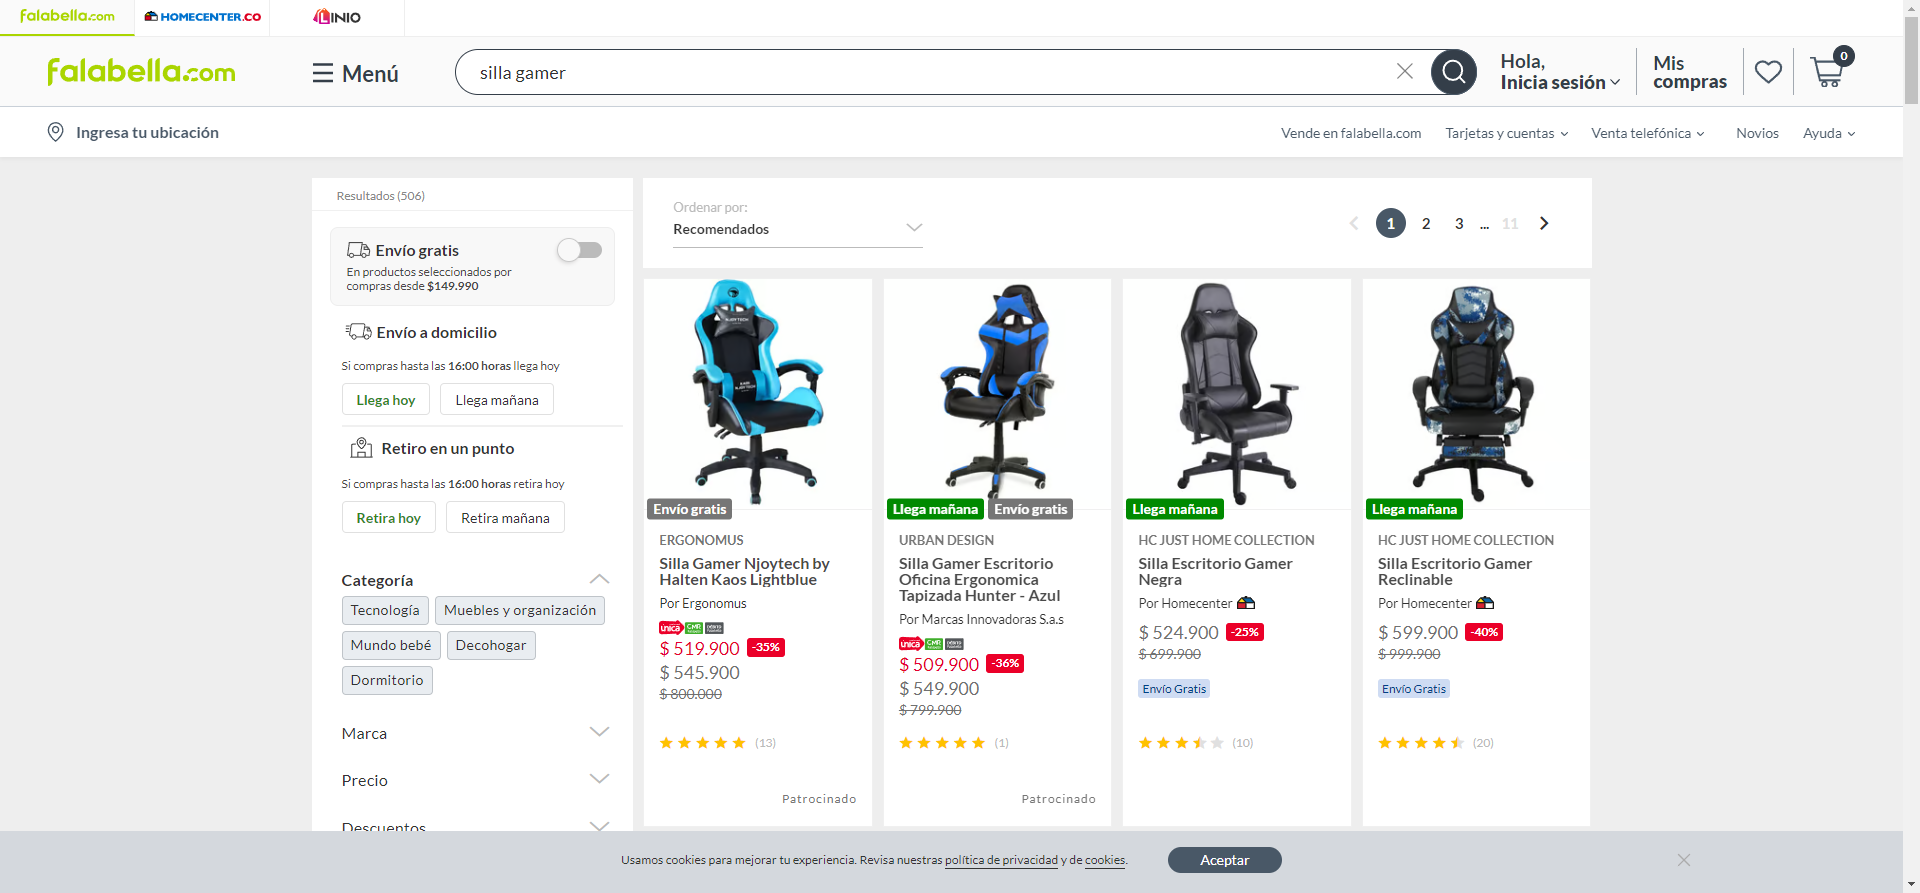 falabella.com
HOMECENTER.CO
LINIO
falabella.com
Menú
silla gamer
Hola,
Inicia sesión
Mis
compras
0
Ingresa tu ubicación
Vende en falabella.com
Tarjetas y cuentas
Venta telefónica
Novios
Ayuda
Resultados (506)
Envío gratis
En productos seleccionados por
compras desde $149.990
Envío a domicilio
Si compras hasta las 16:00 horas llega hoy
Llega hoy
Llega mañana
Retiro en un punto
Si compras hasta las 16:00 horas retira hoy
Retira hoy
Retira mañana
Categoría
Tecnología
Muebles y organización
Mundo bebé
Decohogar
Dormitorio
Marca
Precio
Descuentos
Ordenar por:
Recomendados
1 2 3 ... 11
Envío gratis
ERGONOMUS
Silla Gamer Njoytech by
Halten Kaos Lightblue
Por Ergonomus
única CMR
$ 519.900 -35%
$ 545.900
$ 800.000
(13)
Patrocinado
Llega mañana
Envío gratis
URBAN DESIGN
Silla Gamer Escritorio
Oficina Ergonomica
Tapizada Hunter - Azul
Por Marcas Innovadoras S.a.s
única CMR
$ 509.900 -36%
$ 549.900
$ 799.900
(1)
Patrocinado
Llega mañana
HC JUST HOME COLLECTION
Silla Escritorio Gamer
Negra
Por Homecenter
$ 524.900 -25%
$ 699.900
Envío Gratis
(10)
Llega mañana
HC JUST HOME COLLECTION
Silla Escritorio Gamer
Reclinable
Por Homecenter
$ 599.900 -40%
$ 999.900
Envío Gratis
(20)
Usamos cookies para mejorar tu experiencia. Revisa nuestras política de privacidad y de cookies.
Aceptar